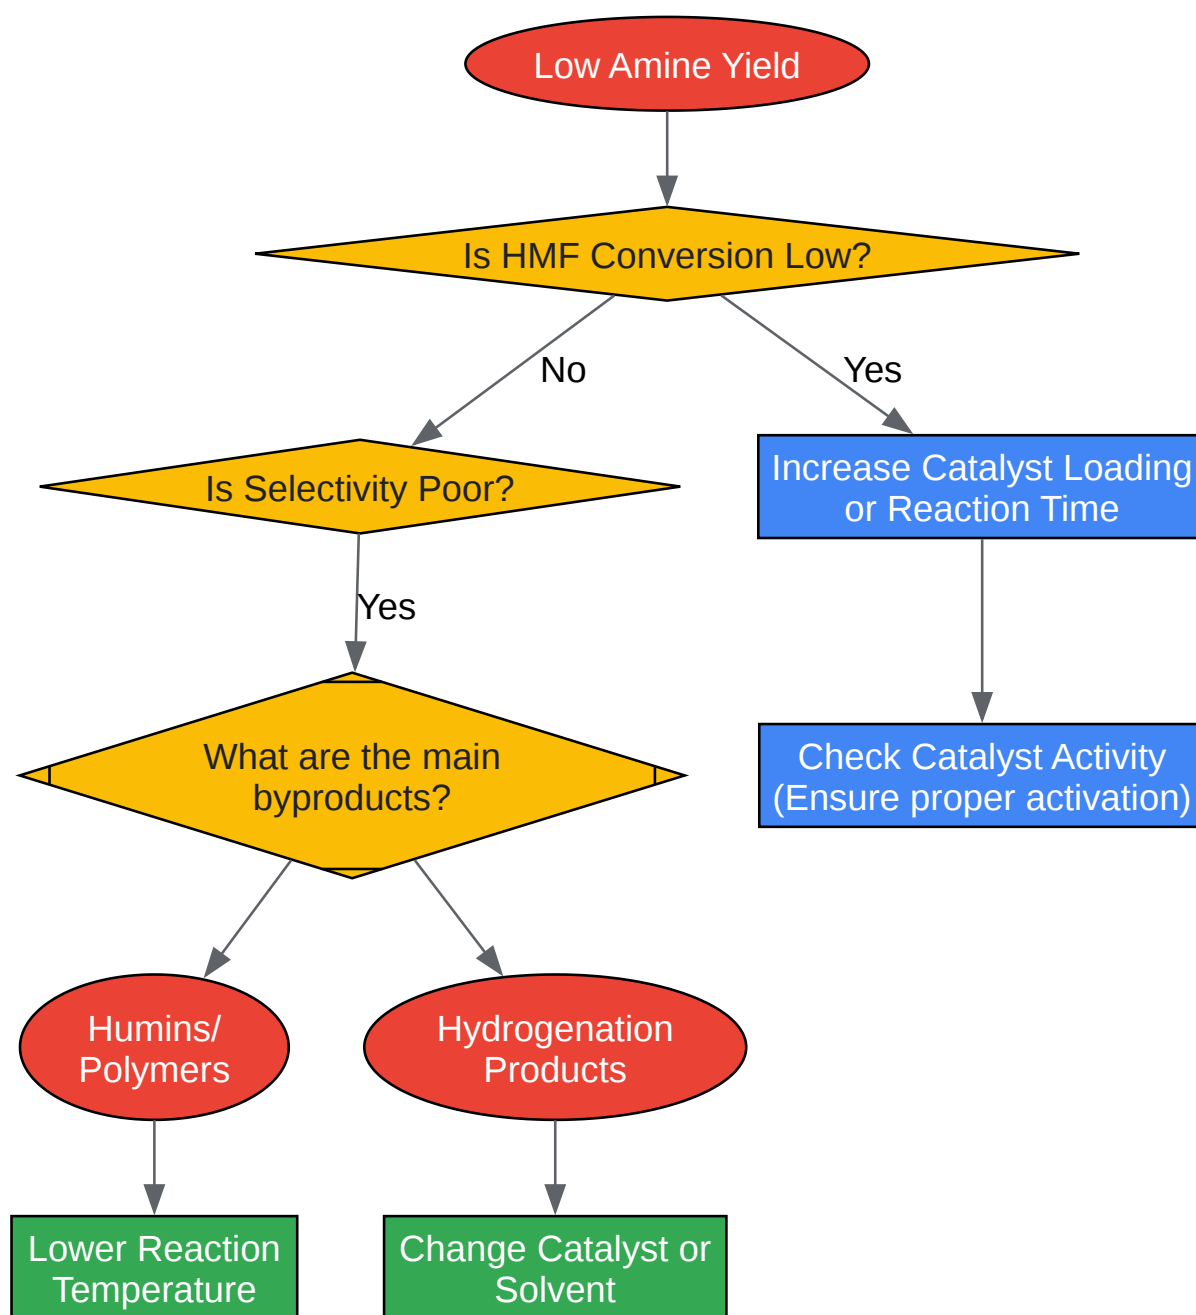 Low Amine Yield
Is HMF Conversion Low?
No
Yes
Is Selectivity Poor?
Increase Catalyst Loading
or Reaction Time
Yes
What are the main
byproducts?
Check Catalyst Activity
(Ensure proper activation)
Humins/
Polymers
Hydrogenation
Products
Lower Reaction
Temperature
Change Catalyst or
Solvent